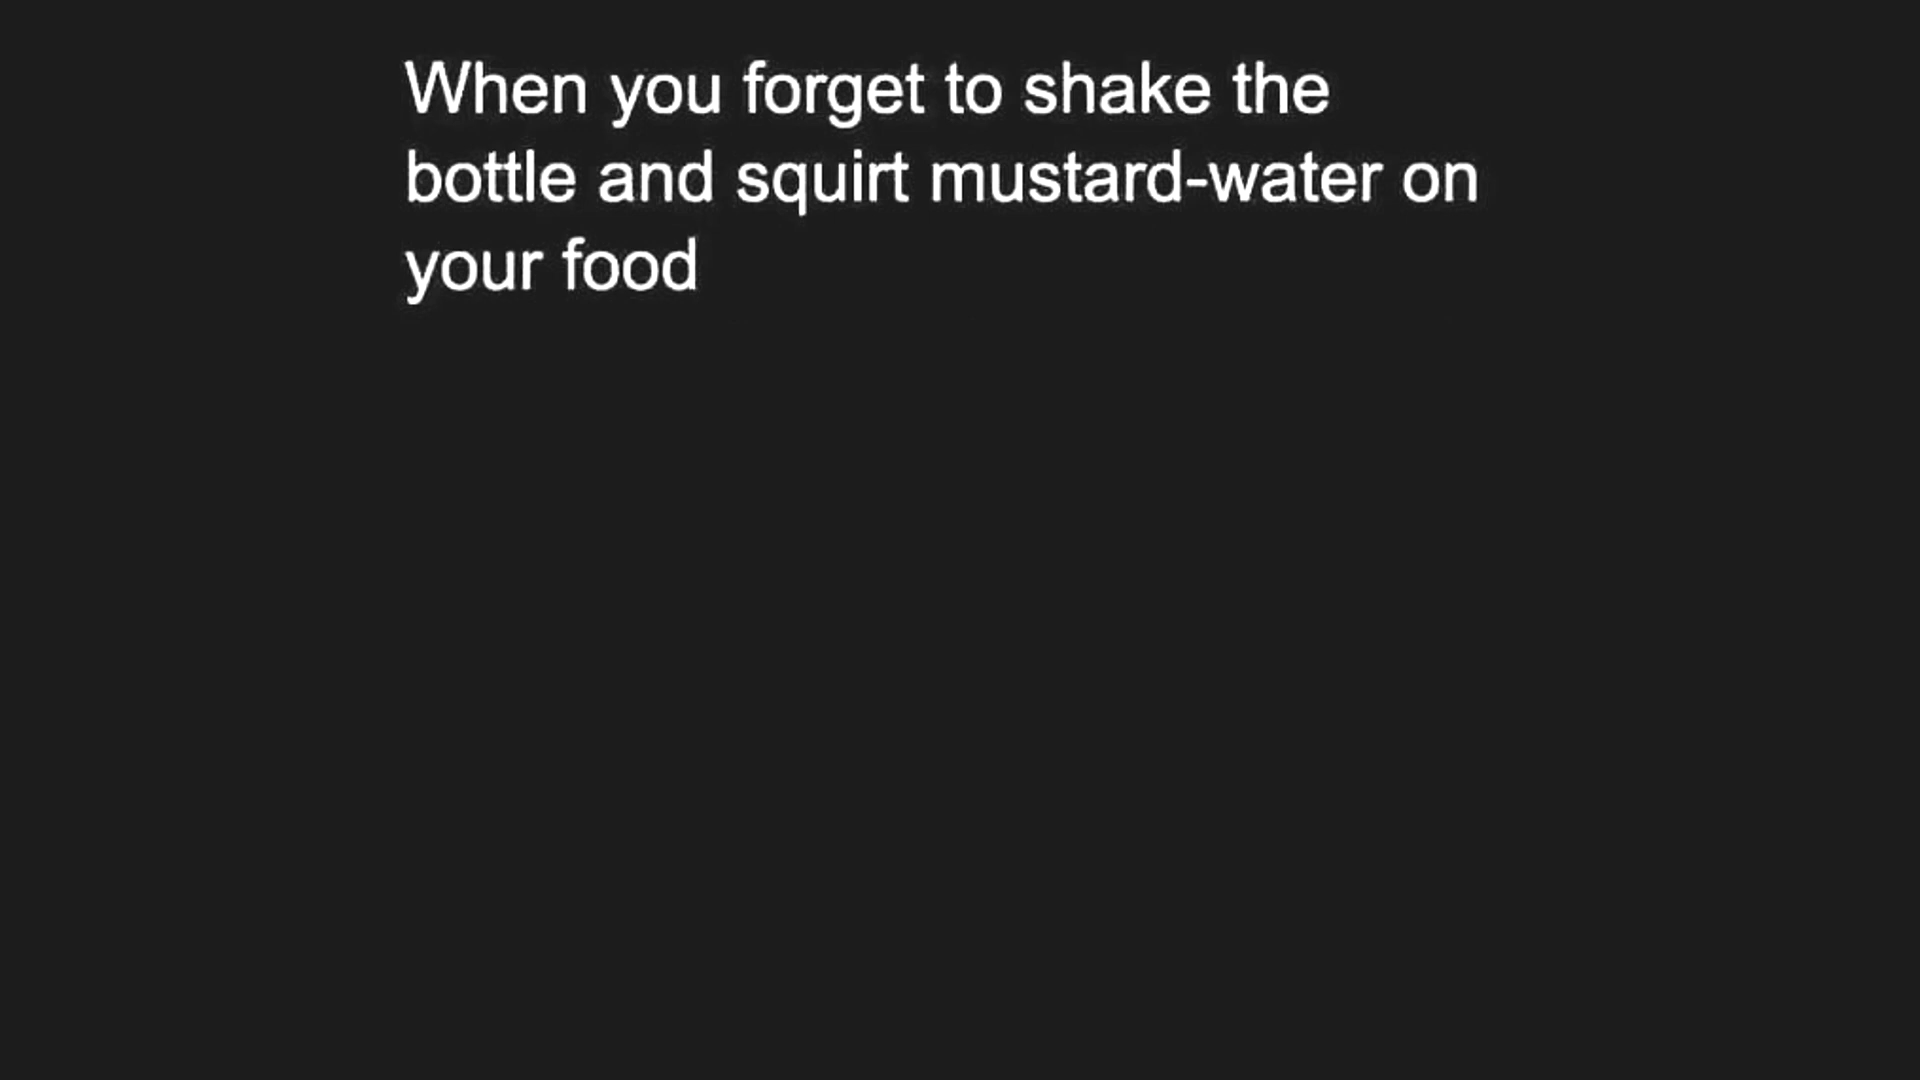 When you forget to shake the
bottle and squirt mustard-water on
your food